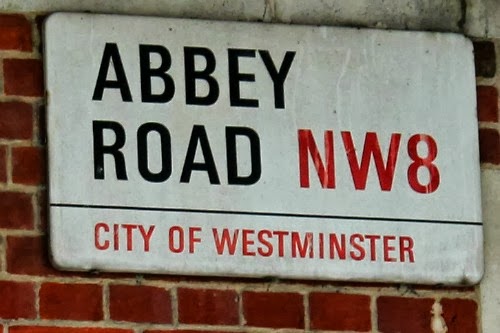 ABBEY
ROAD NW8
CITY OF WESTMINSTER